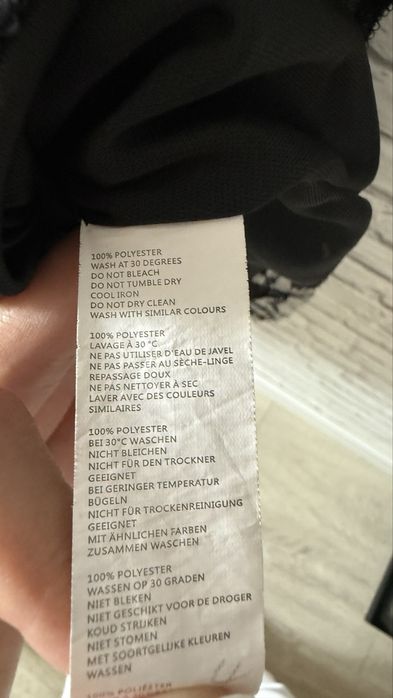 100% POLYESTER
WASH AT 30 DEGREES
DO NOT BLEACH
DO NOT TUMBLE DRY
COOL IRON
DO NOT DRY CLEAN
WASH WITH SIMILAR COLOURS
100% POLYESTER
LAVAGE À 30 °C
NE PAS UTILISER D'EAU DE JAVEL
NE PAS PASSER AU SÈCHE-LINGE
REPASSAGE DOUX
NE PAS NETTOYER À SEC
LAVER AVEC DES COULEURS
SIMILAIRES
100% POLYESTER
BEI 30°C WASCHEN
NICHT BLEICHEN
NICHT FÜR DEN TROCKNER
GEEIGNET
BEI GERINGER TEMPERATUR
BÜGELN
NICHT FÜR TROCKENREINIGUNG
GEEIGNET
MIT ÄHNLICHEN FARBEN
ZUSAMMEN WASCHEN
100% POLYESTER
WASSEN OP 30 GRADEN
NIET BLEKEN
NIET GESCHIKT VOOR DE DROGER
KOUD STRIJKEN
NIET STOMEN
MET SOORTGELIJKE KLEUREN
WASSEN
100% POLIÉSTER